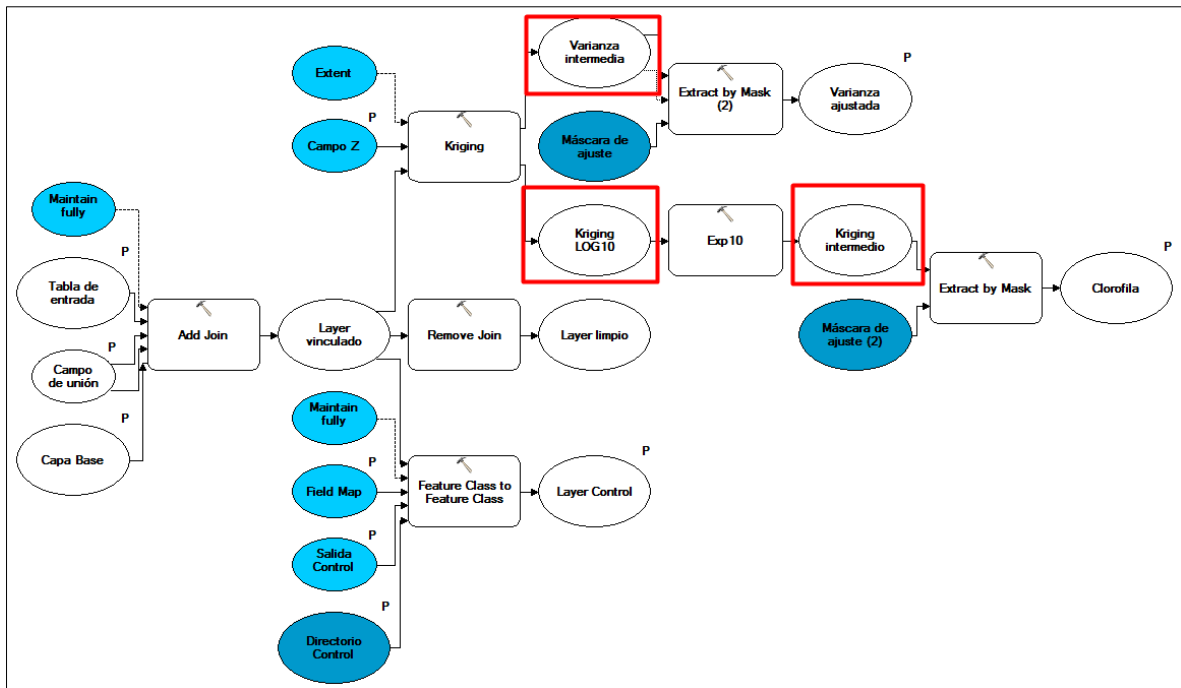 Varianza
intermedia
P
Extent
Extract by Mask
(2)
Varianza
ajustada
P
Campo Z
Kriging
Máscara de
ajuste
Maintain
fully
P
Kriging
LOG10
Exp10
Kriging
intermedio
P
Tabla de
entrada
Extract by Mask
Clorofila
P
Add Join
Layer
vinculado
Remove Join
Layer limpio
Máscara de
ajuste (2)
Campo
de unión
P
Capa Base
Maintain
fully
P
P
Field Map
Feature Class to
Feature Class
Layer Control
P
Salida
Control
P
Directorio
Control